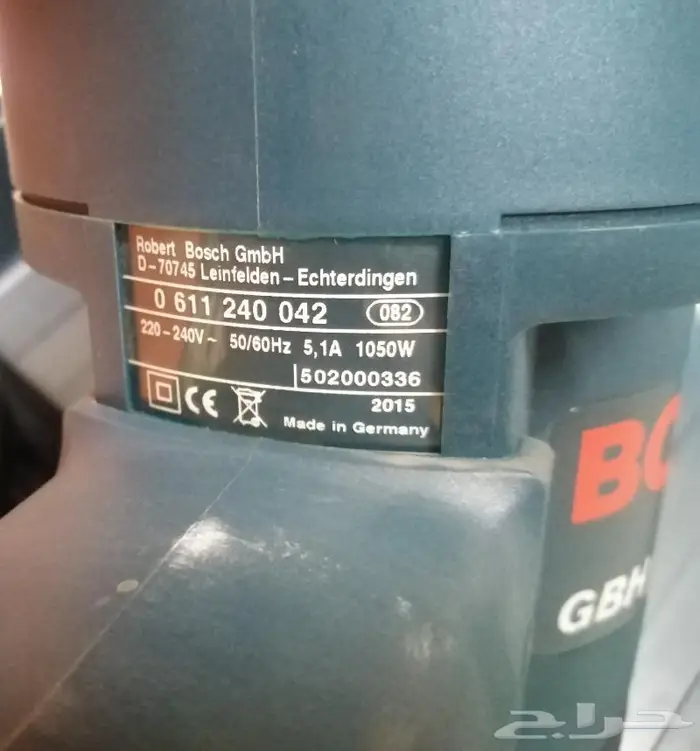 Robert Bosch GmbH
D-70745 Leinfelden-Echterdingen
0 611 240 042 082
220-240V~ 50/60Hz 5,1A 1050W
502000336
2015
CE
Made in Germany
BO
GBH
حراج